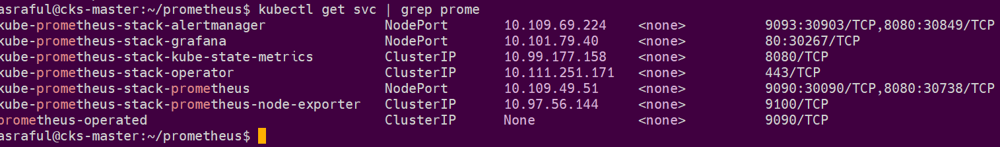 asraful@cks-master:~/prometheus$ kubectl get svc | grep prome
kube-prometheus-stack-alertmanager NodePort 10.109.69.224 <none> 9093:30903/TCP,8080:30849/TCP
kube-prometheus-stack-grafana NodePort 10.101.79.40 <none> 80:30267/TCP
kube-prometheus-stack-kube-state-metrics ClusterIP 10.99.177.158 <none> 8080/TCP
kube-prometheus-stack-operator ClusterIP 10.111.251.171 <none> 443/TCP
kube-prometheus-stack-prometheus NodePort 10.109.49.51 <none> 9090:30090/TCP,8080:30738/TCP
kube-prometheus-stack-prometheus-node-exporter ClusterIP 10.97.56.144 <none> 9100/TCP
prometheus-operated ClusterIP None <none> 9090/TCP
asraful@cks-master:~/prometheus$